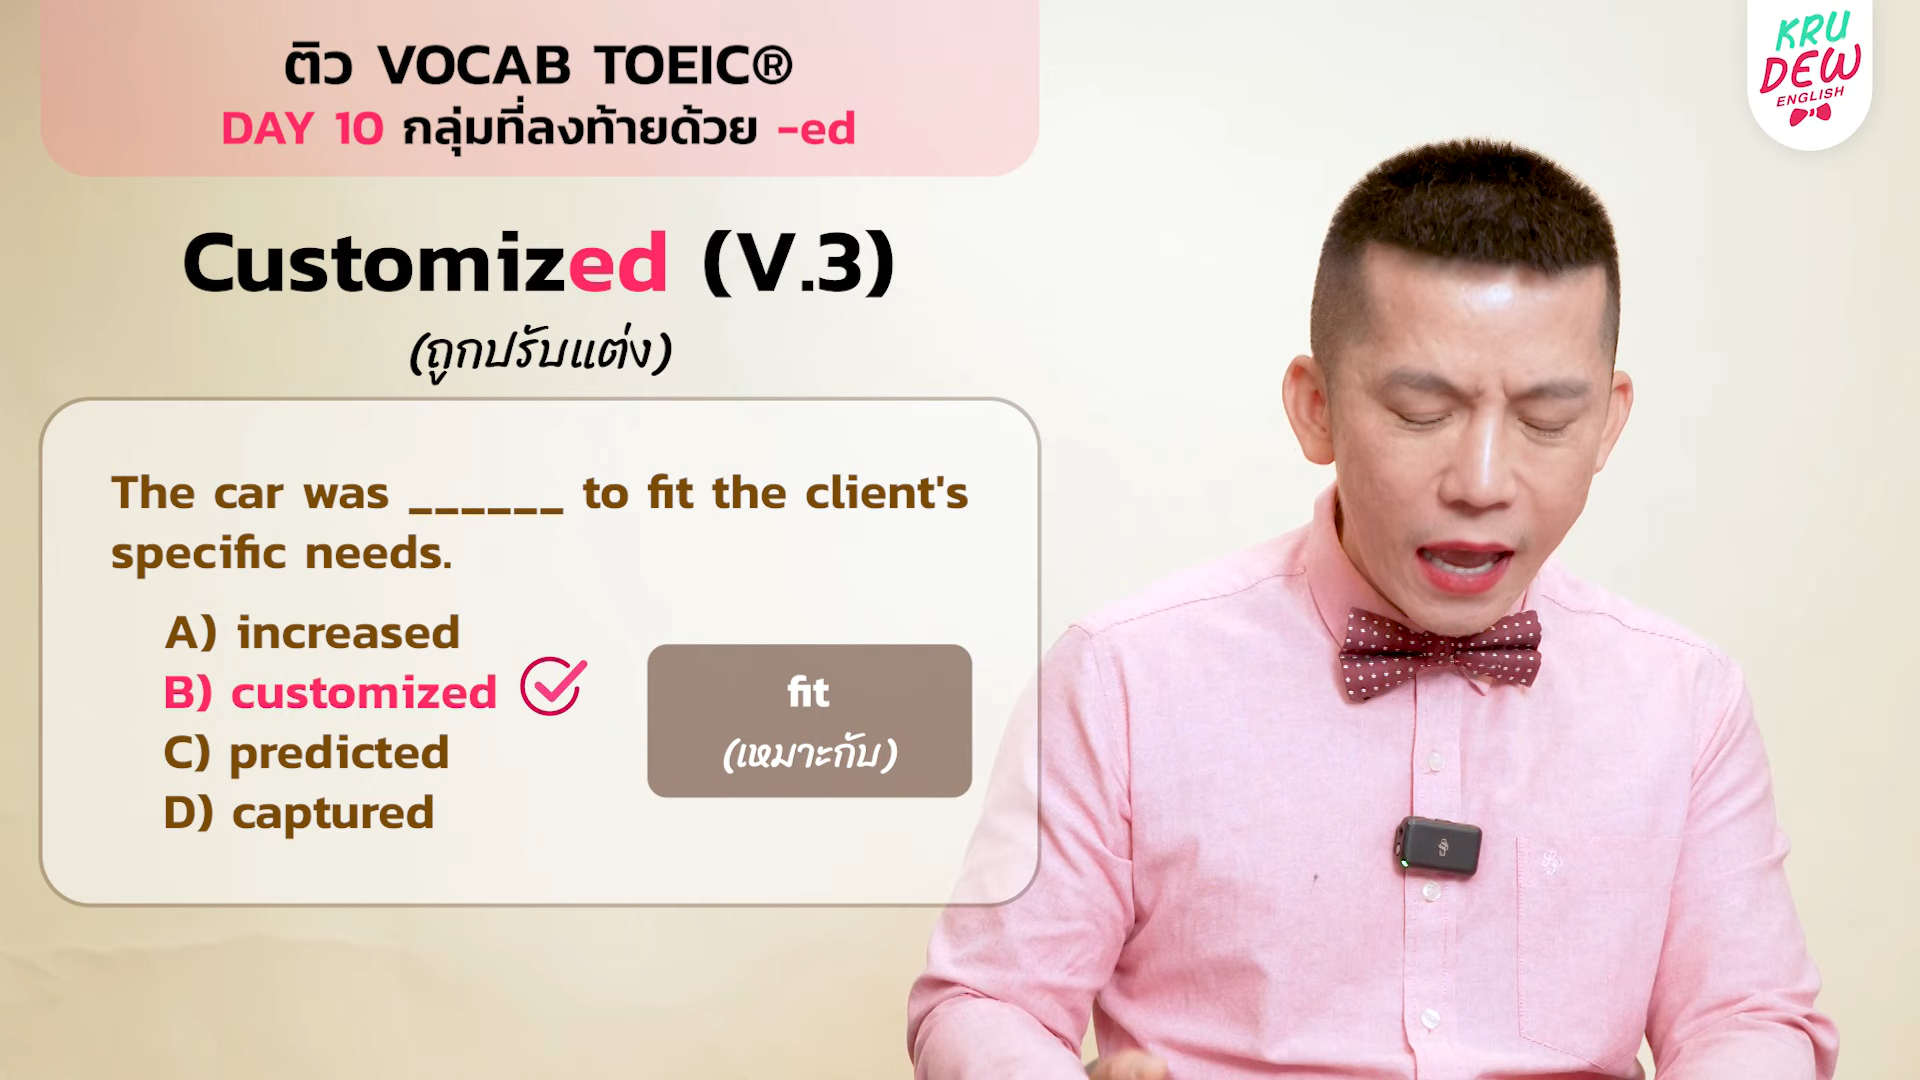 ติว VOCAB TOEIC®
DAY 10 กลุ่มที่ลงท้ายด้วย -ed
KRU
DEW
ENGLISH
Customized (V.3)
(ถูกปรับแต่ง)
The car was ______ to fit the client's
specific needs.
A) increased
B) customized
C) predicted
D) captured
fit
(เหมาะกับ)